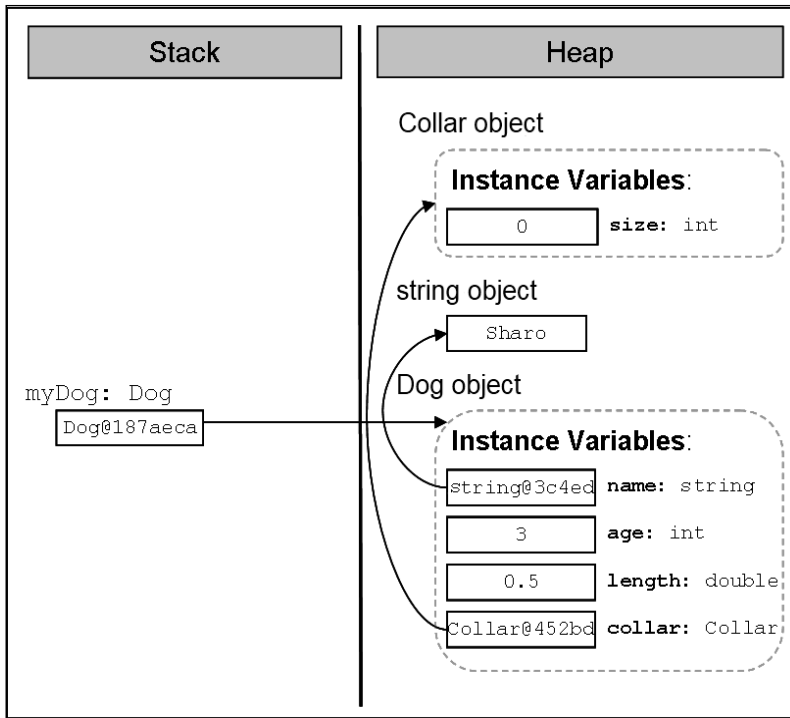 Stack
Heap
Collar object
Instance Variables:
0 size: int
string object
Sharo
myDog: Dog
Dog@187aeca
Dog object
Instance Variables:
string@3c4ed name: string
3 age: int
0.5 length: double
Collar@452bd collar: Collar